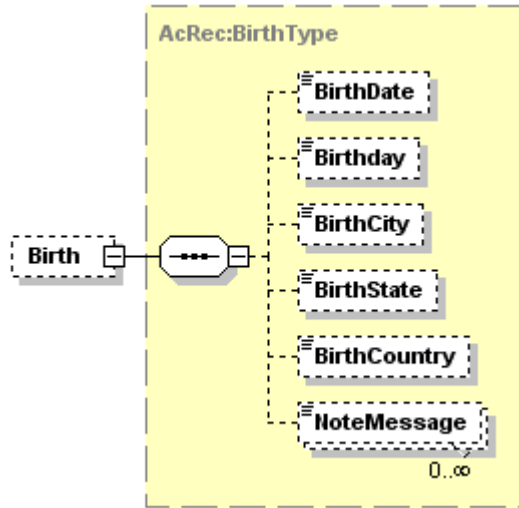 AcRec:BirthType
BirthDate
Birthday
BirthCity
Birth
BirthState
BirthCountry
NoteMessage
0..∞